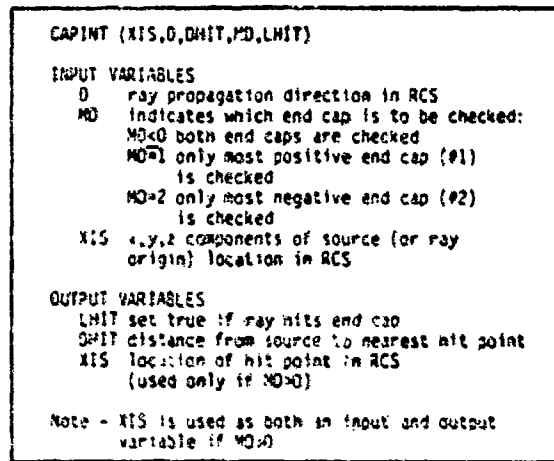 CAPINT (XIS,D,DHIT,MD,LHIT)
INPUT VARIABLES
D ray propagation direction in RCS
MD indicates which end cap is to be checked:
MD<0 both end caps are checked
MD=1 only most positive end cap (#1)
is checked
MD=2 only most negative end cap (#2)
is checked
XIS x,y,z components of source (or ray
origin) location in RCS
OUTPUT VARIABLES
LHIT set true if ray hits end cap
DHIT distance from source to nearest hit point
XIS location of hit point in RCS
(used only if MD>0)
Note - XIS is used as both an input and output
variable if MD>0